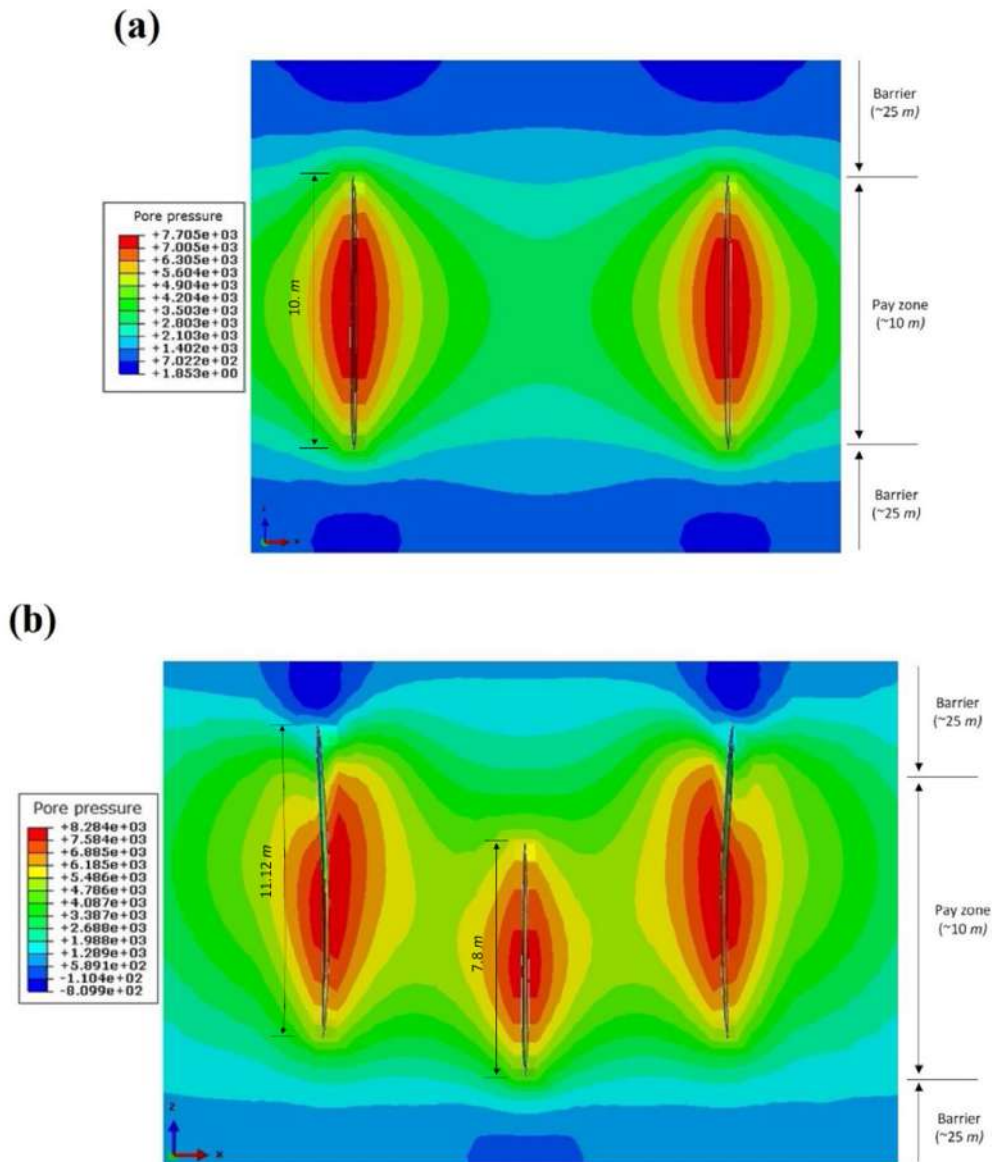 (a)
Barrier
(~25 m)
Pore pressure
+7.705e+03
+7.005e+03
+6.305e+03
+5.604e+03
+4.904e+03
+4.204e+03
+3.503e+03
+2.803e+03
+2.103e+03
+1.402e+03
+7.022e+02
+1.853e+00
10. m
Pay zone
(~10 m)
Barrier
(~25 m)
(b)
Barrier
(~25 m)
Pore pressure
+8.284e+03
+7.584e+03
+6.885e+03
+6.185e+03
+5.486e+03
+4.786e+03
+4.087e+03
+3.387e+03
+2.688e+03
+1.988e+03
+1.289e+03
+5.891e+02
-1.104e+02
-8.099e+02
11.12 m
7.8 m
Pay zone
(~10 m)
Barrier
(~25 m)
Z
X